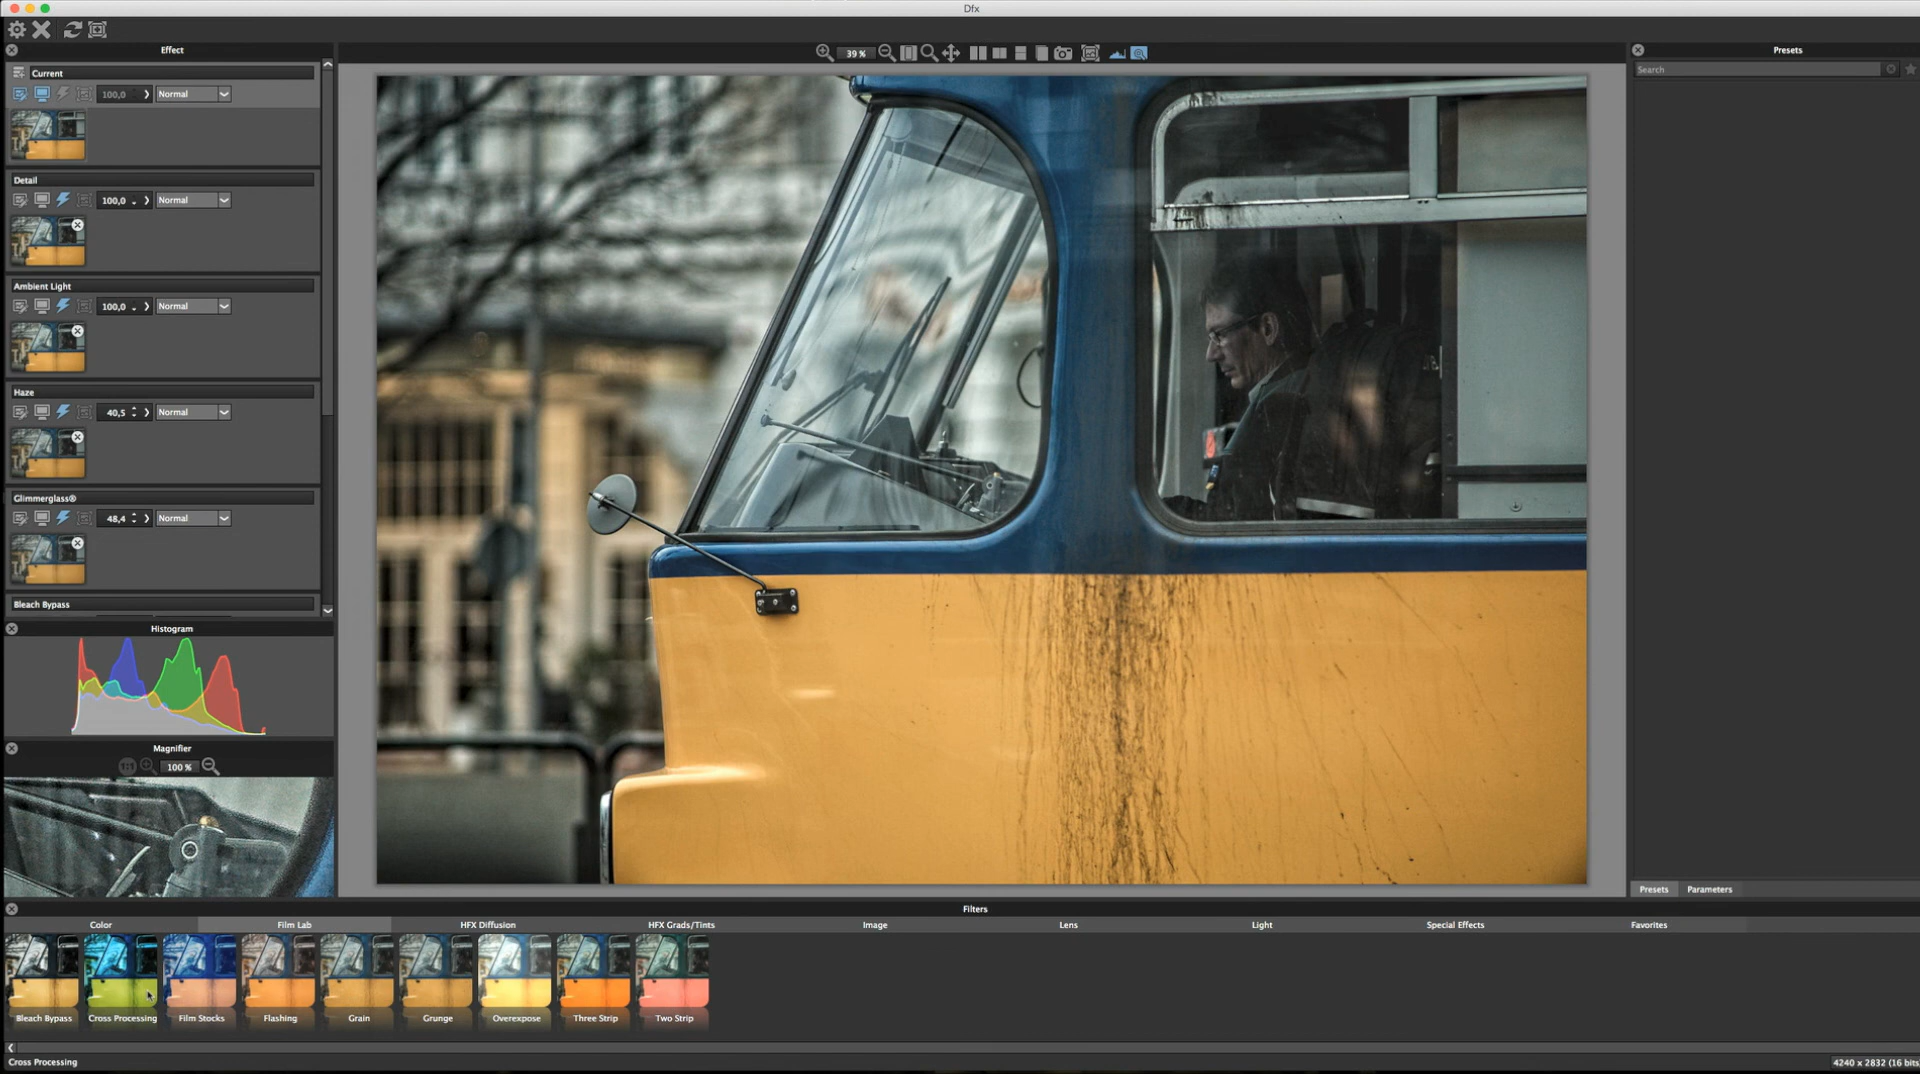 Dfx
Effect
Current
100,0 Normal
Detail
100,0 Normal
Ambient Light
100,0 Normal
Haze
40,5 Normal
Glimmerglass®
48,4 Normal
Bleach Bypass
Histogram
Magnifier
1:1 100 %
39 %
Presets
Search
Presets Parameters
Filters
Color Film Lab HFX Diffusion HFX Grads/Tints Image Lens Light Special Effects Favorites
Bleach Bypass Cross Processing Film Stocks Flashing Grain Grunge Overexpose Three Strip Two Strip
Cross Processing 4240 x 2832 (16 bits